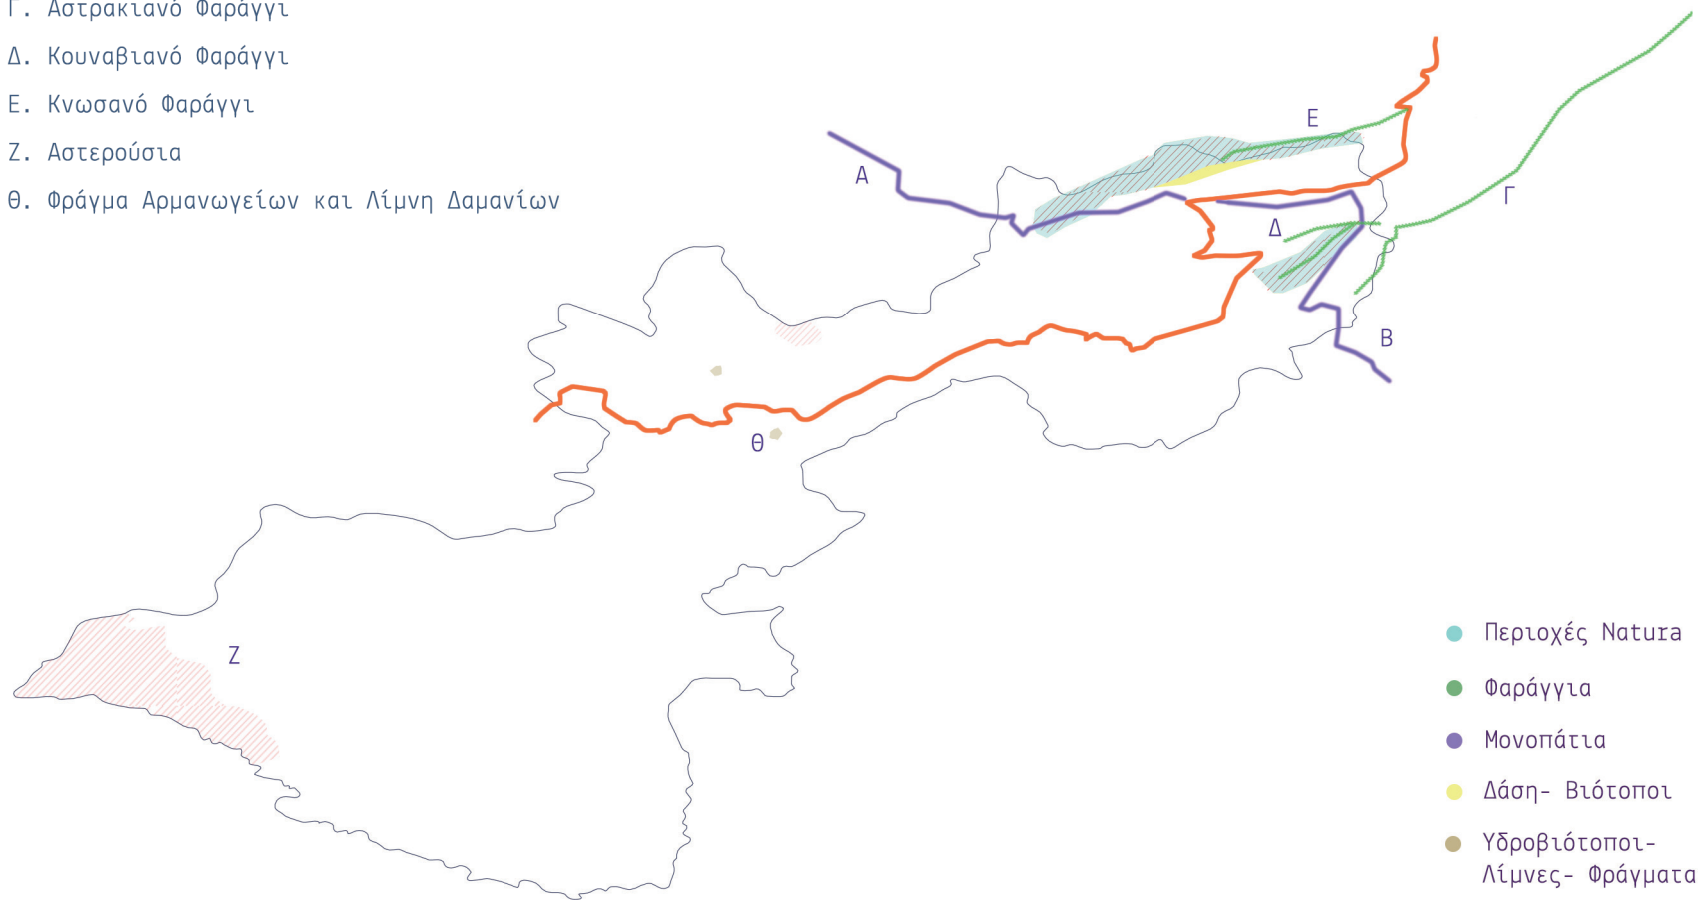 Γ. Αστρακιανό Φαράγγι
Δ. Κουναβιανό Φαράγγι
Ε. Κνωσανό Φαράγγι
Ζ. Αστερούσια
Θ. Φράγμα Αρμανωγείων και Λίμνη Δαμανίων
Α
Ε
Γ
Δ
Β
Θ
Ζ
Περιοχές Natura
Φαράγγια
Μονοπάτια
Δάση- Βιότοποι
Υδροβιότοποι-
Λίμνες- Φράγματα